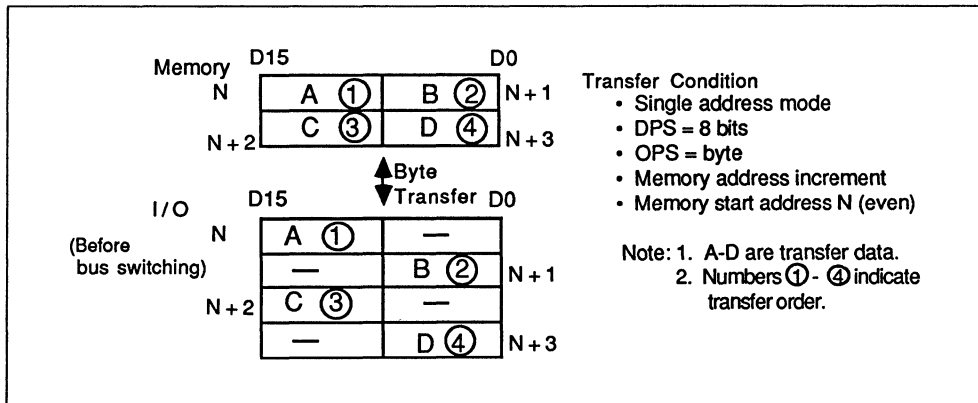 D15 D0
Memory
N A ① B ② N + 1
N + 2 C ③ D ④ N + 3
Byte
Transfer
D15 D0
I / O
(Before
bus switching)
N A ① —
— B ② N + 1
N + 2 C ③ —
— D ④ N + 3
Transfer Condition
• Single address mode
• DPS = 8 bits
• OPS = byte
• Memory address increment
• Memory start address N (even)
Note: 1. A-D are transfer data.
2. Numbers ① - ④ indicate
transfer order.